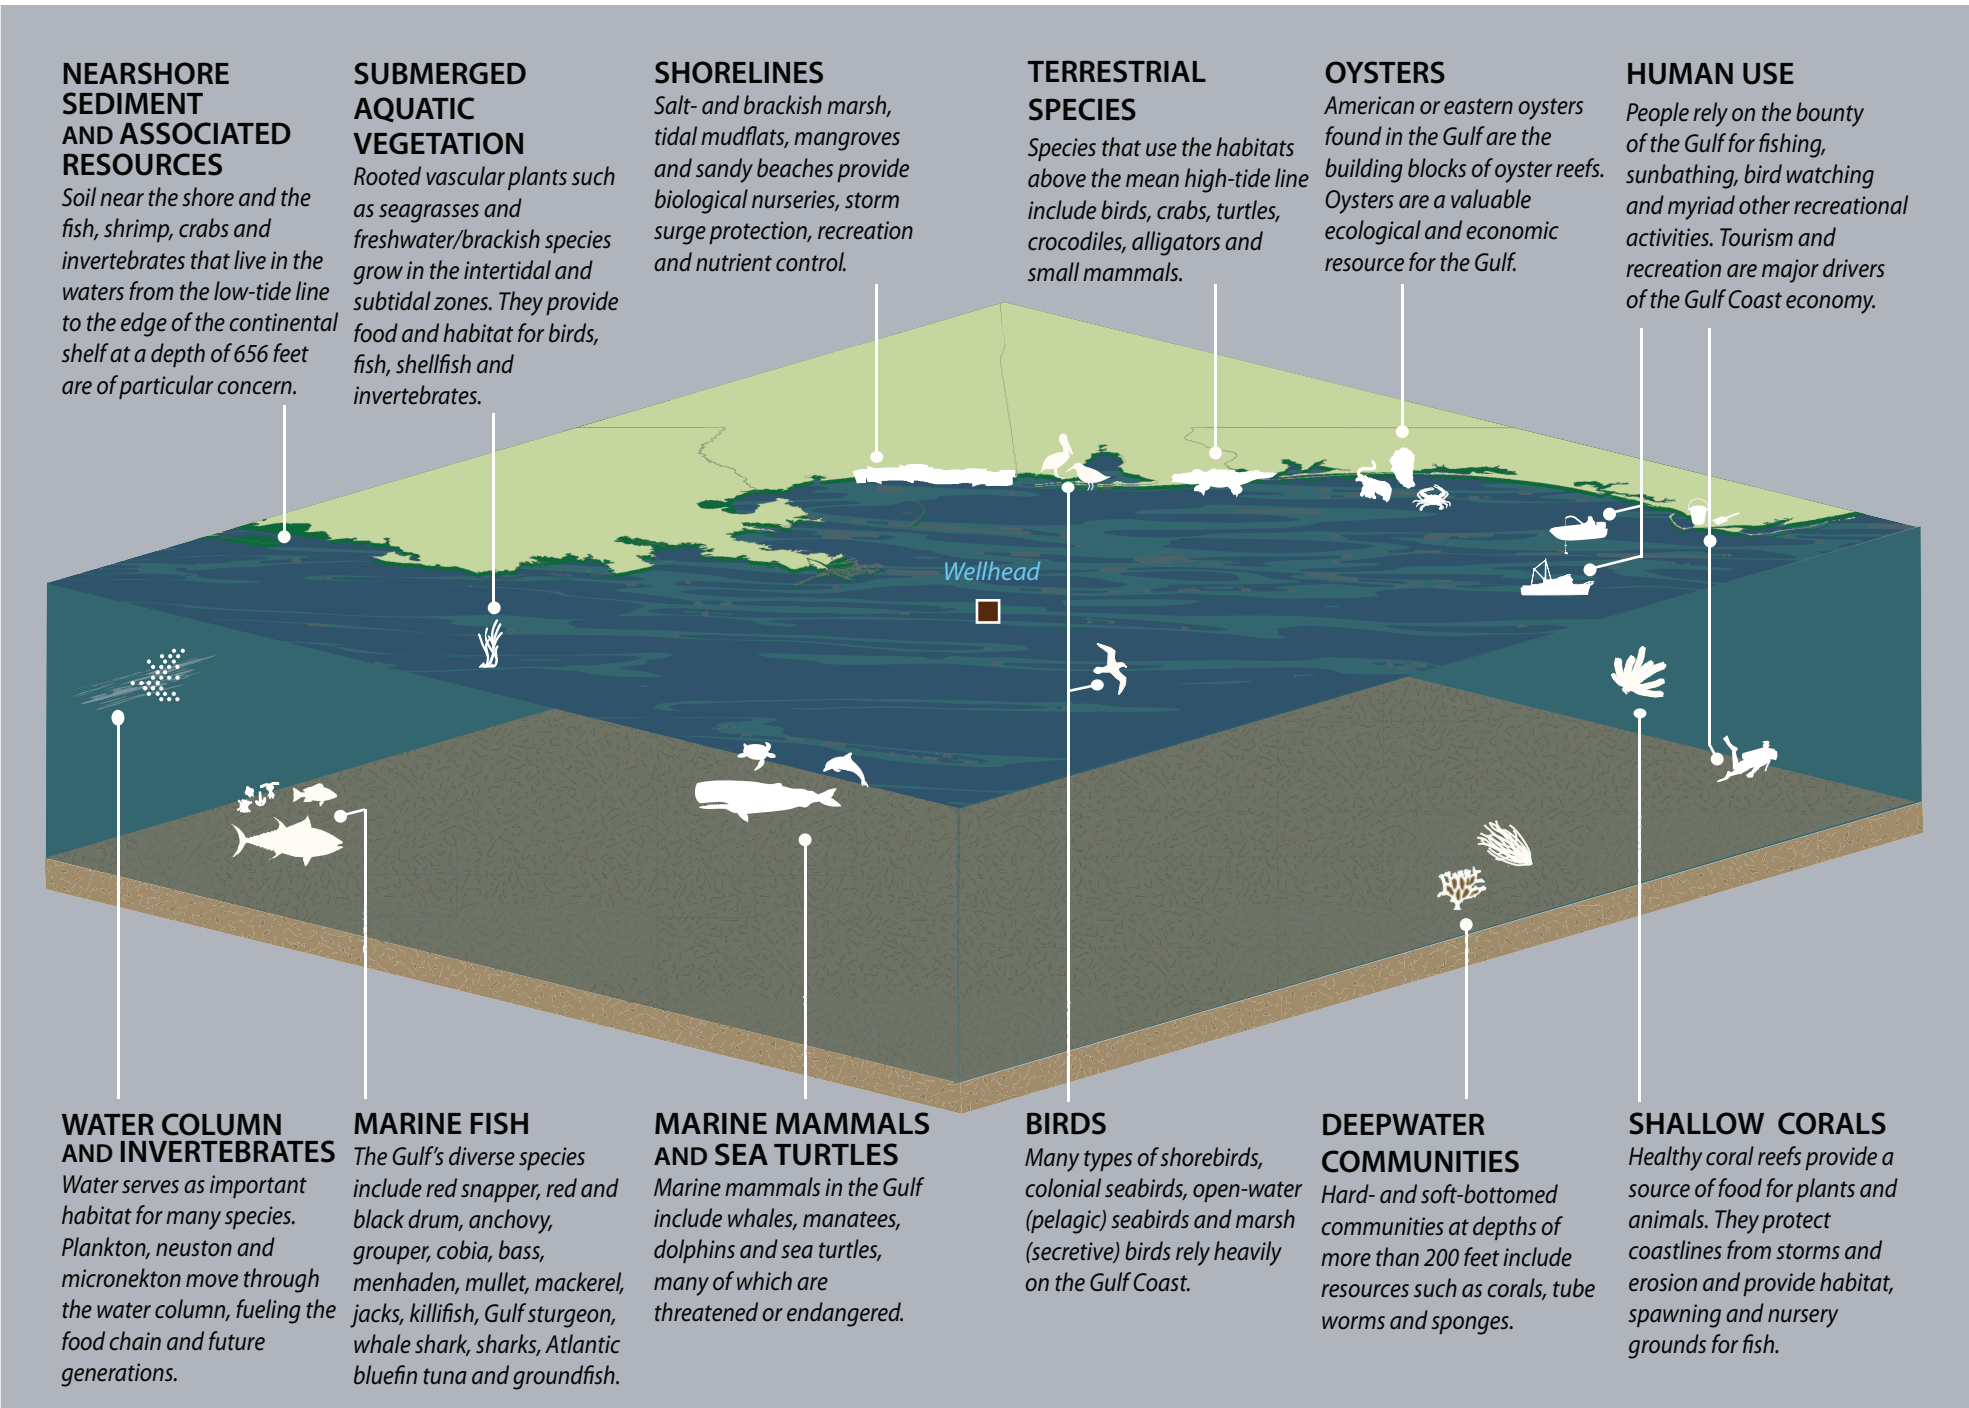 NEARSHORE
SEDIMENT
AND ASSOCIATED
RESOURCES
Soil near the shore and the
fish, shrimp, crabs and
invertebrates that live in the
waters from the low-tide line
to the edge of the continental
shelf at a depth of 656 feet
are of particular concern.
SUBMERGED
AQUATIC
VEGETATION
Rooted vascular plants such
as seagrasses and
freshwater/brackish species
grow in the intertidal and
subtidal zones. They provide
food and habitat for birds,
fish, shellfish and
invertebrates.
SHORELINES
Salt- and brackish marsh,
tidal mudflats, mangroves
and sandy beaches provide
biological nurseries, storm
surge protection, recreation
and nutrient control.
TERRESTRIAL
SPECIES
Species that use the habitats
above the mean high-tide line
include birds, crabs, turtles,
crocodiles, alligators and
small mammals.
OYSTERS
American or eastern oysters
found in the Gulf are the
building blocks of oyster reefs.
Oysters are a valuable
ecological and economic
resource for the Gulf.
HUMAN USE
People rely on the bounty
of the Gulf for fishing,
sunbathing, bird watching
and myriad other recreational
activities. Tourism and
recreation are major drivers
of the Gulf Coast economy.
Wellhead
WATER COLUMN
AND INVERTEBRATES
Water serves as important
habitat for many species.
Plankton, neuston and
micronekton move through
the water column, fueling the
food chain and future
generations.
MARINE FISH
The Gulf's diverse species
include red snapper, red and
black drum, anchovy,
grouper, cobia, bass,
menhaden, mullet, mackerel,
jacks, killifish, Gulf sturgeon,
whale shark, sharks, Atlantic
bluefin tuna and groundfish.
MARINE MAMMALS
AND SEA TURTLES
Marine mammals in the Gulf
include whales, manatees,
dolphins and sea turtles,
many of which are
threatened or endangered.
BIRDS
Many types of shorebirds,
colonial seabirds, open-water
(pelagic) seabirds and marsh
(secretive) birds rely heavily
on the Gulf Coast.
DEEPWATER
COMMUNITIES
Hard- and soft-bottomed
communities at depths of
more than 200 feet include
resources such as corals, tube
worms and sponges.
SHALLOW CORALS
Healthy coral reefs provide a
source of food for plants and
animals. They protect
coastlines from storms and
erosion and provide habitat,
spawning and nursery
grounds for fish.